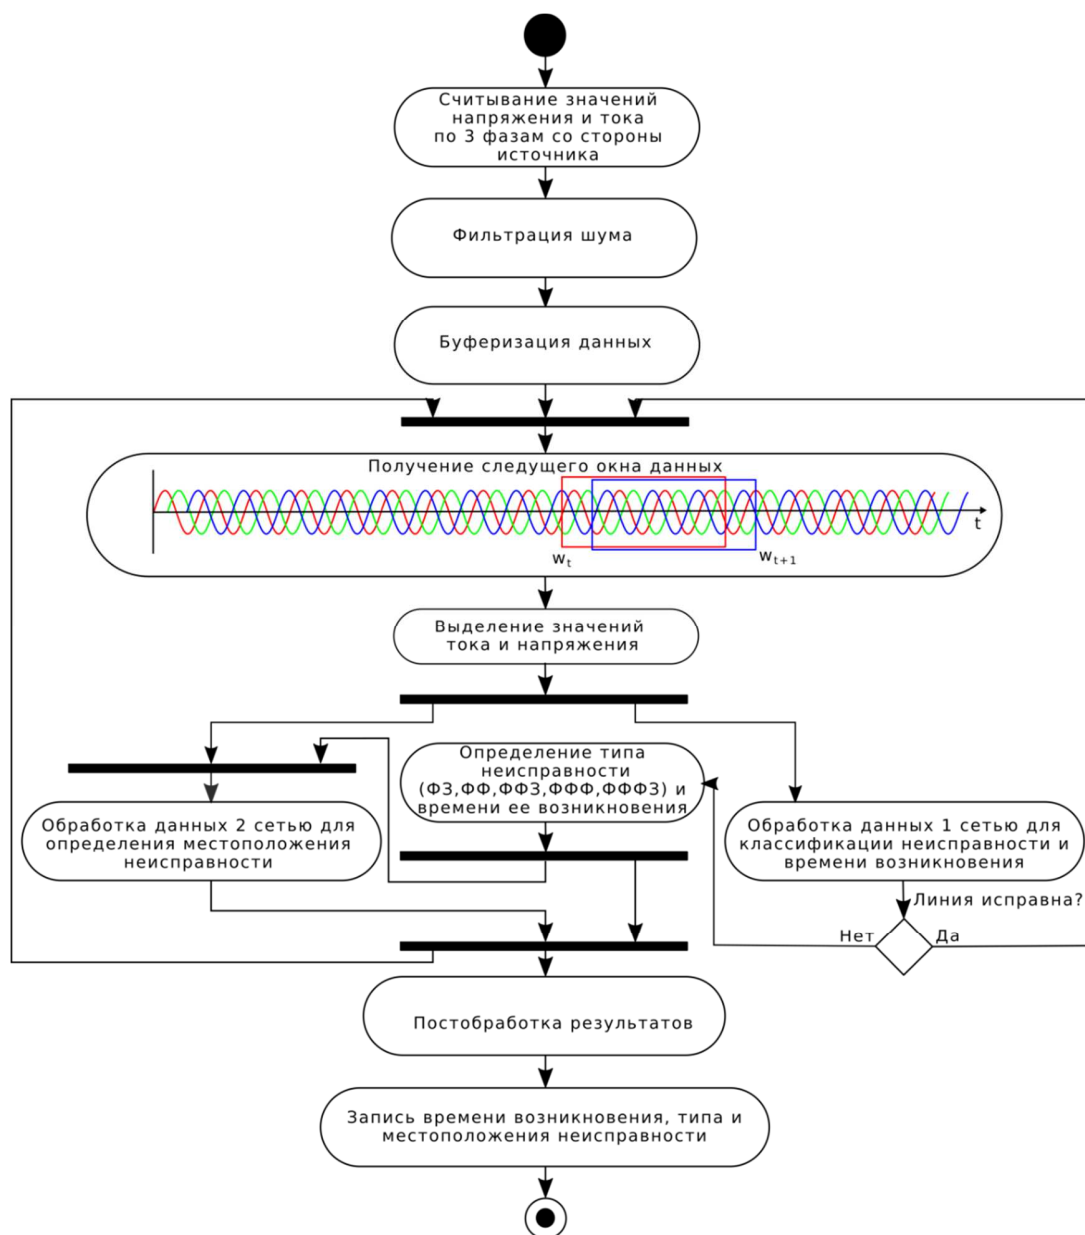 Считывание значений
напряжения и тока
по 3 фазам со стороны
источника
Фильтрация шума
Буферизация данных
Получение следущего окна данных
t
w_t
w_{t+1}
Выделение значений
тока и напряжения
Определение типа
неисправности
(ФЗ,ФФ,ФФЗ,ФФФ,ФФФЗ) и
времени ее возникновения
Обработка данных 2 сетью для
определения местоположения
неисправности
Обработка данных 1 сетью для
классификации неисправности и
времени возникновения
Линия исправна?
Нет
Да
Постобработка результатов
Запись времени возникновения, типа и
местоположения неисправности